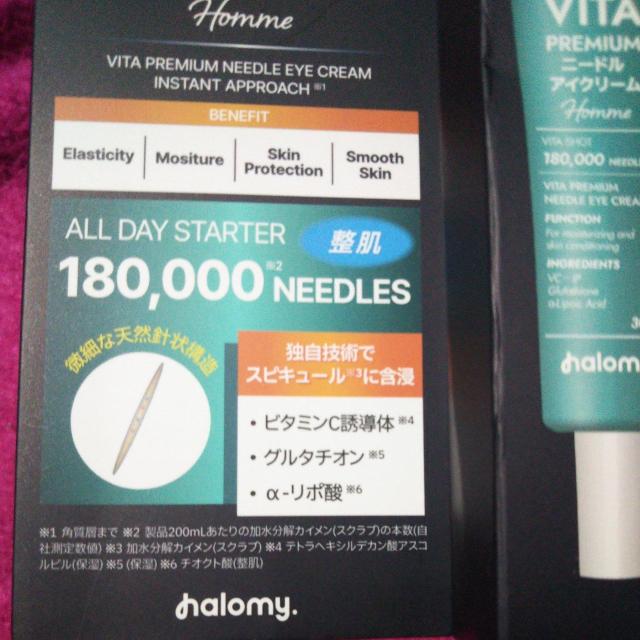 Homme
VITA PREMIUM NEEDLE EYE CREAM
INSTANT APPROACH ※1
BENEFIT
Elasticity
Mositure
Skin
Protection
Smooth
Skin
ALL DAY STARTER
整肌
180,000 ※2 NEEDLES
微細な天然針状構造
独自技術で
スピキュール※3に含浸
・ビタミンC誘導体 ※4
・グルタチオン ※5
・α-リポ酸 ※6
※1 角質層まで ※2 製品200mLあたりの加水分解カイメン(スクラブ)の本数(自
社測定数値) ※3 加水分解カイメン(スクラブ) ※4 テトラヘキシルデカン酸アスコ
ルビル(保湿) ※5 (保湿) ※6 チオクト酸(整肌)
halomy.
VITA
PREMIUM
ニードル
アイクリーム
Homme
VITA SHOT
180,000 NEEDL
VITA PREMIUM
NEEDLE EYE CREA
FUNCTION
For moisturizing and
skin conditioning
INGREDIENTS
VC - IP
Glutathione
α-Lipoic Acid
halom